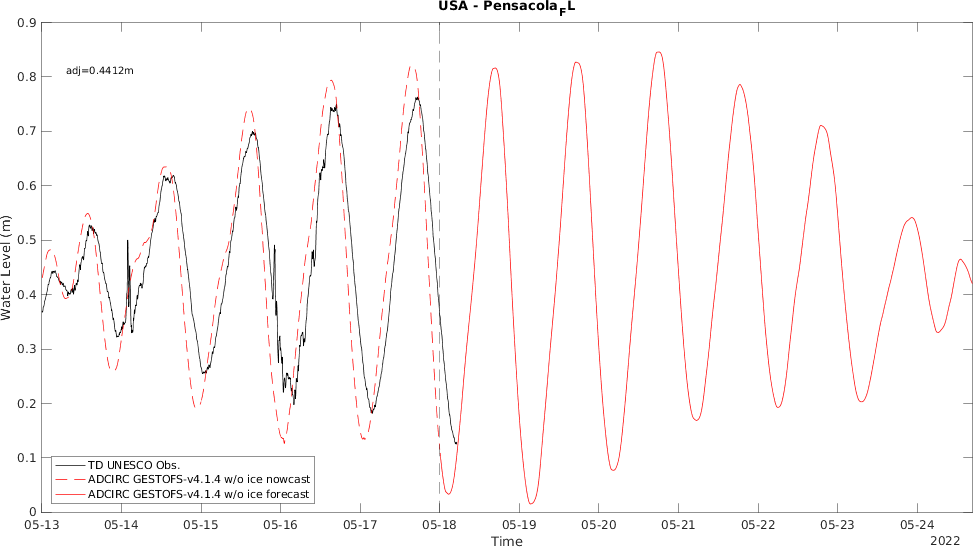 USA - Pensacola_FL
adj=0.4412m
0.9
0.8
0.7
0.6
0.5
0.4
0.3
0.2
0.1
0
Water Level (m)
TD UNESCO Obs.
ADCIRC GESTOFS-v4.1.4 w/o ice nowcast
ADCIRC GESTOFS-v4.1.4 w/o ice forecast
05-13 05-14 05-15 05-16 05-17 05-18 05-19 05-20 05-21 05-22 05-23 05-24
Time
2022